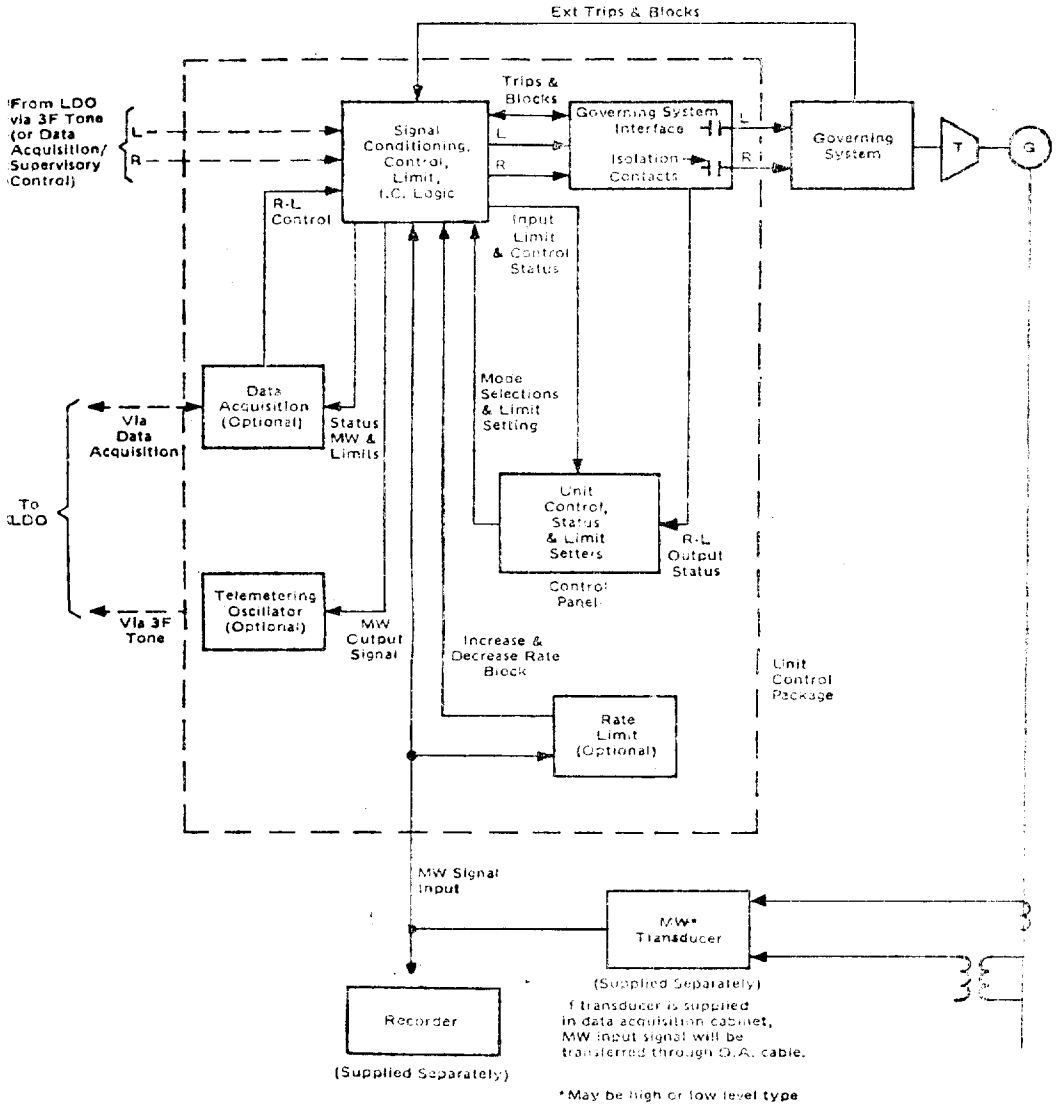 Ext Trips & Blocks
From LDO
via 3F Tone
(or Data
Acquisition/
Supervisory
Control)
L
R
Trips &
Blocks
L
R
Signal
Conditioning,
Control,
Limit,
I.C. Logic
Governing System
Interface
Isolation
Contacts
L
R
Governing
System
T
G
R-L
Control
Input
Limit
& Control
Status
Data
Acquisition
(Optional)
Status
MW &
Limits
Mode
Selections
& Limit
Setting
Via
Data
Acquisition
To
LDO
Unit
Control,
Status
& Limit
Setters
R-L
Output
Status
Control
Panel
Telemetering
Oscillator
(Optional)
Via 3F
Tone
MW
Output
Signal
Increase &
Decrease Rate
Block
Unit
Control
Package
Rate
Limit
(Optional)
MW Signal
Input
MW*
Transducer
(Supplied Separately)
f transducer is supplied
in data acquisition cabinet,
MW input signal will be
transferred through D.A. cable.
Recorder
(Supplied Separately)
*May be high or low level type